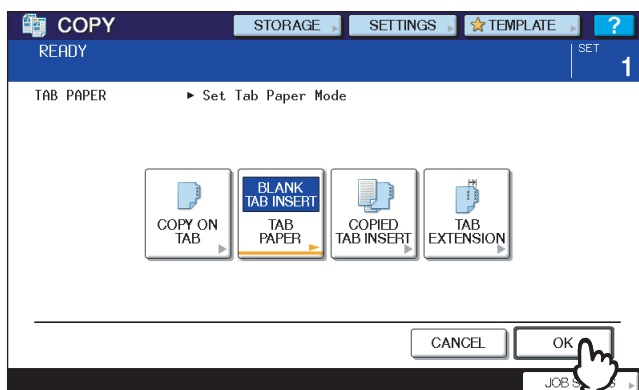 COPY
STORAGE
SETTINGS
TEMPLATE
?
READY
SET
1
TAB PAPER
► Set Tab Paper Mode
COPY ON
TAB
BLANK
TAB INSERT
TAB
PAPER
COPIED
TAB INSERT
TAB
EXTENSION
CANCEL
OK
JOB